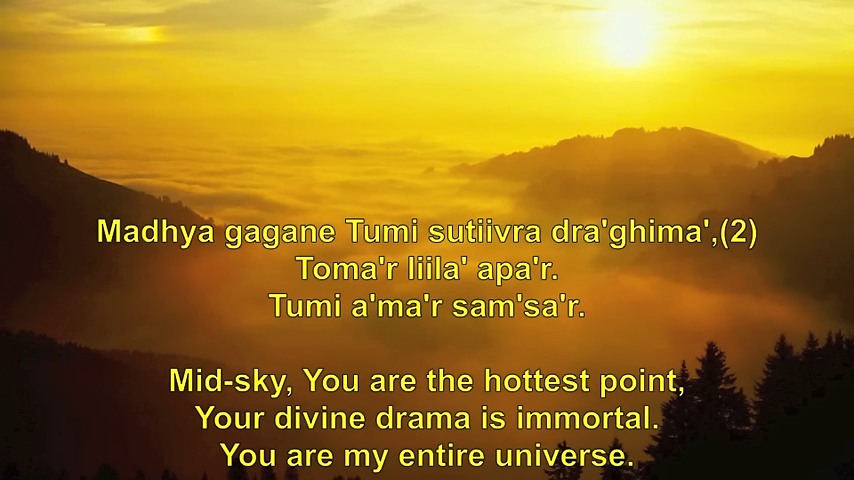 Madhya gagane Tumi sutiivra dra'ghima',(2)
Toma'r liila' apa'r.
Tumi a'ma'r sam'sa'r.
Mid-sky, You are the hottest point,
Your divine drama is immortal.
You are my entire universe.